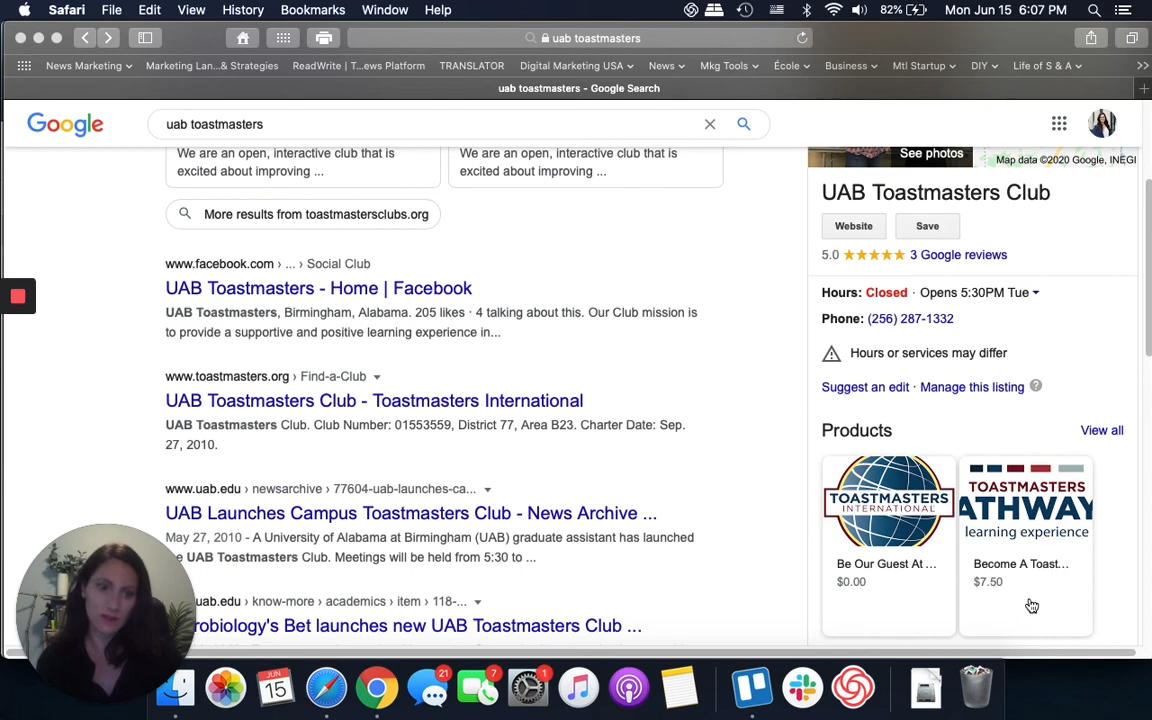 Safari File Edit View History Bookmarks Window Help 82% Mon Jun 15 6:07 PM
uab toastmasters
News Marketing Marketing Lan...& Strategies ReadWrite | T...ews Platform TRANSLATOR Digital Marketing USA News Mkg Tools École Business Mtl Startup DIY Life of S & A
uab toastmasters - Google Search
Google uab toastmasters
We are an open, interactive club that is
excited about improving ...
We are an open, interactive club that is
excited about improving ...
More results from toastmastersclubs.org
www.facebook.com › ... › Social Club
UAB Toastmasters - Home | Facebook
UAB Toastmasters, Birmingham, Alabama. 205 likes · 4 talking about this. Our Club mission is
to provide a supportive and positive learning experience in...
www.toastmasters.org › Find-a-Club
UAB Toastmasters Club - Toastmasters International
UAB Toastmasters Club. Club Number: 01553559, District 77, Area B23. Charter Date: Sep.
27, 2010.
www.uab.edu › newsarchive › 77604-uab-launches-ca...
UAB Launches Campus Toastmasters Club - News Archive ...
May 27, 2010 - A University of Alabama at Birmingham (UAB) graduate assistant has launched
the UAB Toastmasters Club. Meetings will be held from 5:30 to ...
uab.edu › know-more › academics › item › 118-...
robiology's Bet launches new UAB Toastmasters Club ...
See photos
Map data ©2020 Google, INEGI
UAB Toastmasters Club
Website Save
5.0 3 Google reviews
Hours: Closed · Opens 5:30PM Tue
Phone: (256) 287-1332
Hours or services may differ
Suggest an edit · Manage this listing ?
Products View all
TOASTMASTERS
INTERNATIONAL
Be Our Guest At ...
$0.00
TOASTMASTERS
ATHWAY
learning experience
Become A Toast...
$7.50
JUN
15
21
7
1